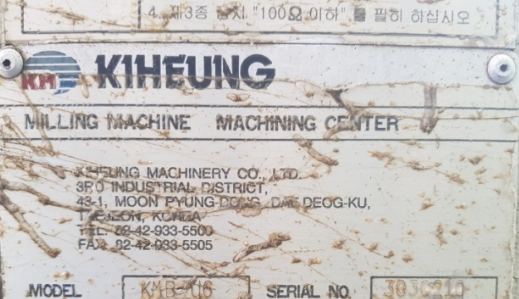 4. 제3종 접지 "100Ω 이하" 를 필히 하십시오
KH KIHEUNG
MILLING MACHINE MACHINING CENTER
KIHEUNG MACHINERY CO., LTD.
3RD INDUSTRIAL DISTRICT,
43-1, MOON PYUNG-DONG, DAE DEOG-KU,
TAEJEON, KOREA
TEL: 82-42-933-5500
FAX: 82-42-933-5505
MODEL SERIAL NO